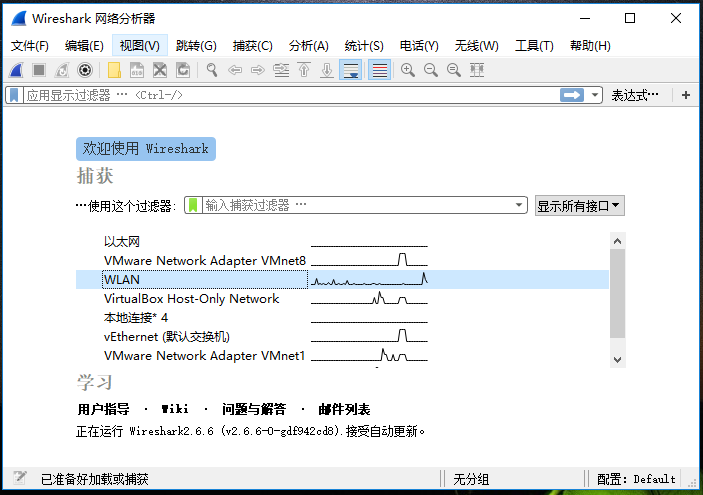 Wireshark 网络分析器
文件(F) 编辑(E) 视图(V) 跳转(G) 捕获(C) 分析(A) 统计(S) 电话(Y) 无线(W) 工具(T) 帮助(H)
应用显示过滤器 … <Ctrl-/> 表达式…
欢迎使用 Wireshark
捕获
…使用这个过滤器: 输入捕获过滤器 … 显示所有接口
以太网
VMware Network Adapter VMnet8
WLAN
VirtualBox Host-Only Network
本地连接* 4
vEthernet (默认交换机)
VMware Network Adapter VMnet1
学习
用户指导 · Wiki · 问题与解答 · 邮件列表
正在运行 Wireshark2.6.6 (v2.6.6-0-gdf942cd8).接受自动更新。
已准备好加载或捕获 无分组 配置: Default